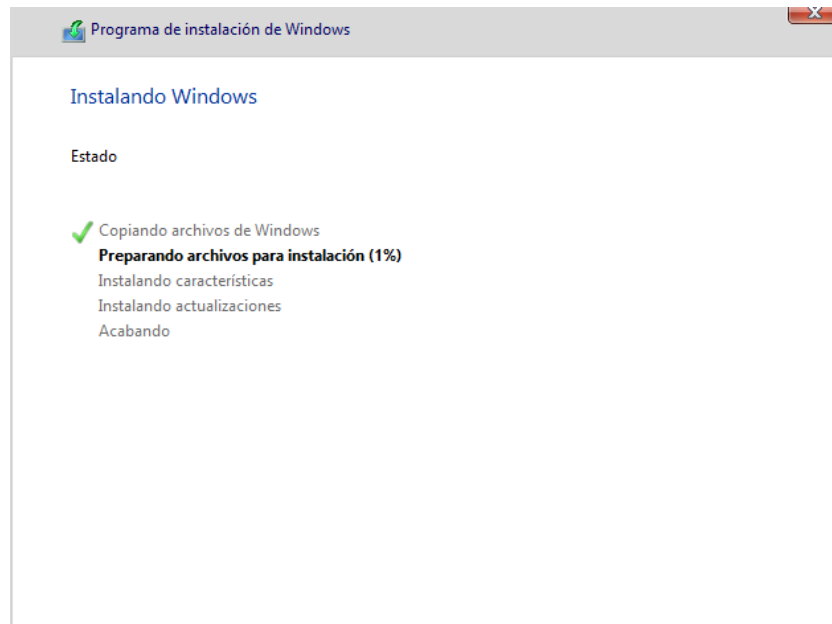 Programa de instalación de Windows
Instalando Windows
Estado
Copiando archivos de Windows
Preparando archivos para instalación (1%)
Instalando características
Instalando actualizaciones
Acabando